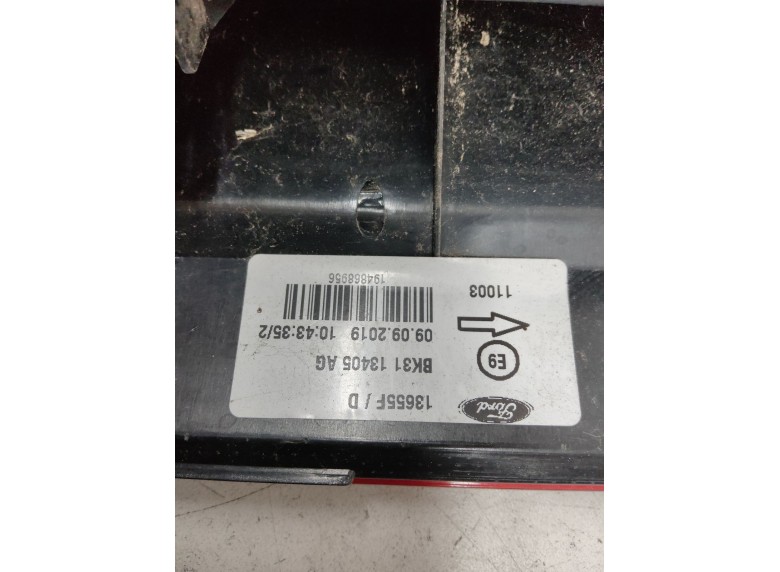 Ford
13655F / D
E9
BK31 13405 AG
09.09.2019 10:43:35/2
11003
194868956